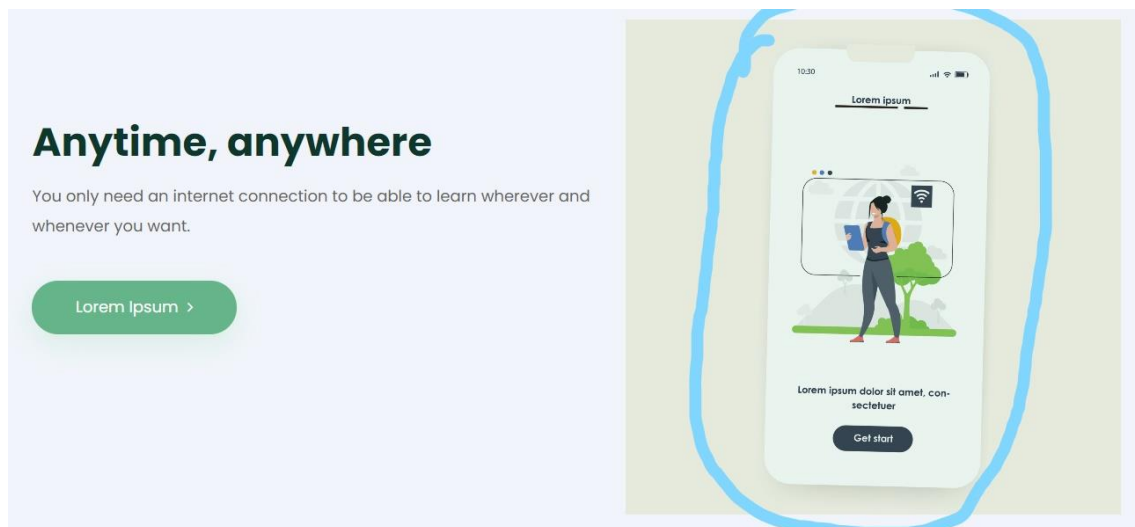 Anytime, anywhere
You only need an internet connection to be able to learn wherever and
whenever you want.
Lorem Ipsum >
10:30
Lorem ipsum
Lorem ipsum dolor sit amet, con-
sectetuer
Get start